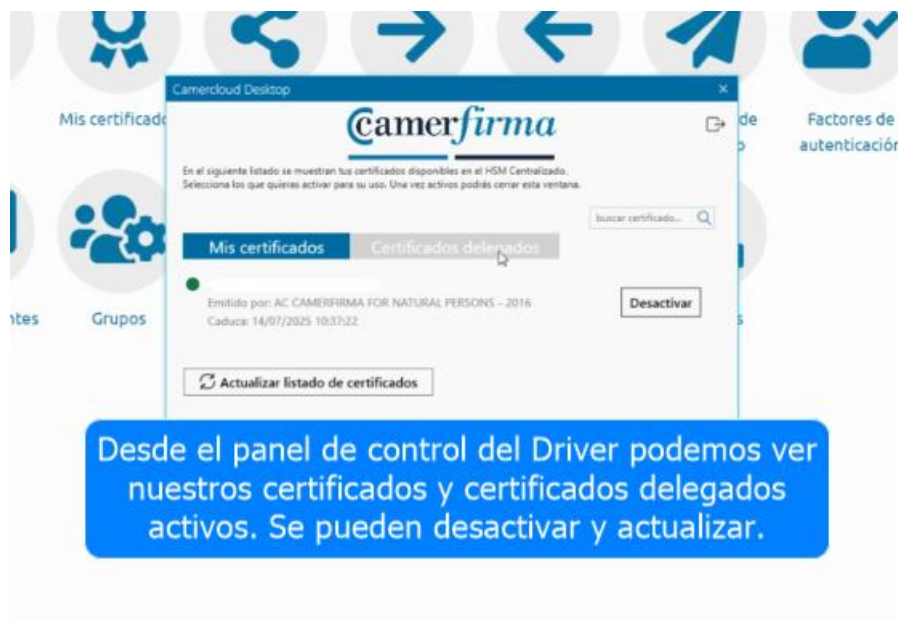 Mis certificado
de
Factores de
autenticación
Camercloud Desktop
×
Camerfirma
En el siguiente listado se muestran tus certificados disponibles en el HSM Centralizado.
Selecciona los que quieras activar para su uso. Una vez activos podrás cerrar esta ventana.
buscar certificado...
Mis certificados
Certificados delegados
Emitido por: AC CAMERFIRMA FOR NATURAL PERSONS - 2016
Caduca: 14/07/2025 10:37:22
Desactivar
ntes
Grupos
s
Actualizar listado de certificados
Desde el panel de control del Driver podemos ver
nuestros certificados y certificados delegados
activos. Se pueden desactivar y actualizar.